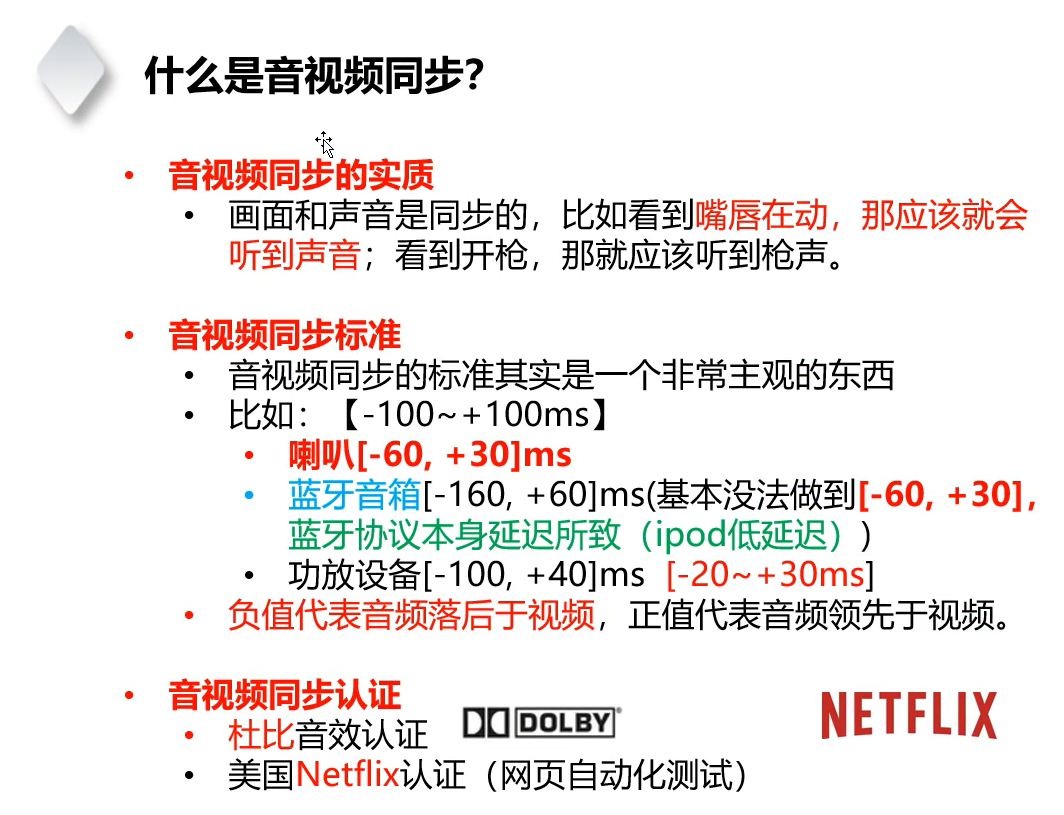 什么是音视频同步？
音视频同步的实质
画面和声音是同步的，比如看到嘴唇在动，那应该就会
听到声音；看到开枪，那就应该听到枪声。
音视频同步标准
音视频同步的标准其实是一个非常主观的东西
比如：【-100~+100ms】
喇叭[-60, +30]ms
蓝牙音箱[-160, +60]ms(基本没法做到[-60, +30]，
蓝牙协议本身延迟所致（ipod低延迟）)
功放设备[-100, +40]ms [-20~+30ms]
负值代表音频落后于视频，正值代表音频领先于视频。
音视频同步认证
杜比音效认证 DOLBY® NETFLIX
美国Netflix认证（网页自动化测试）